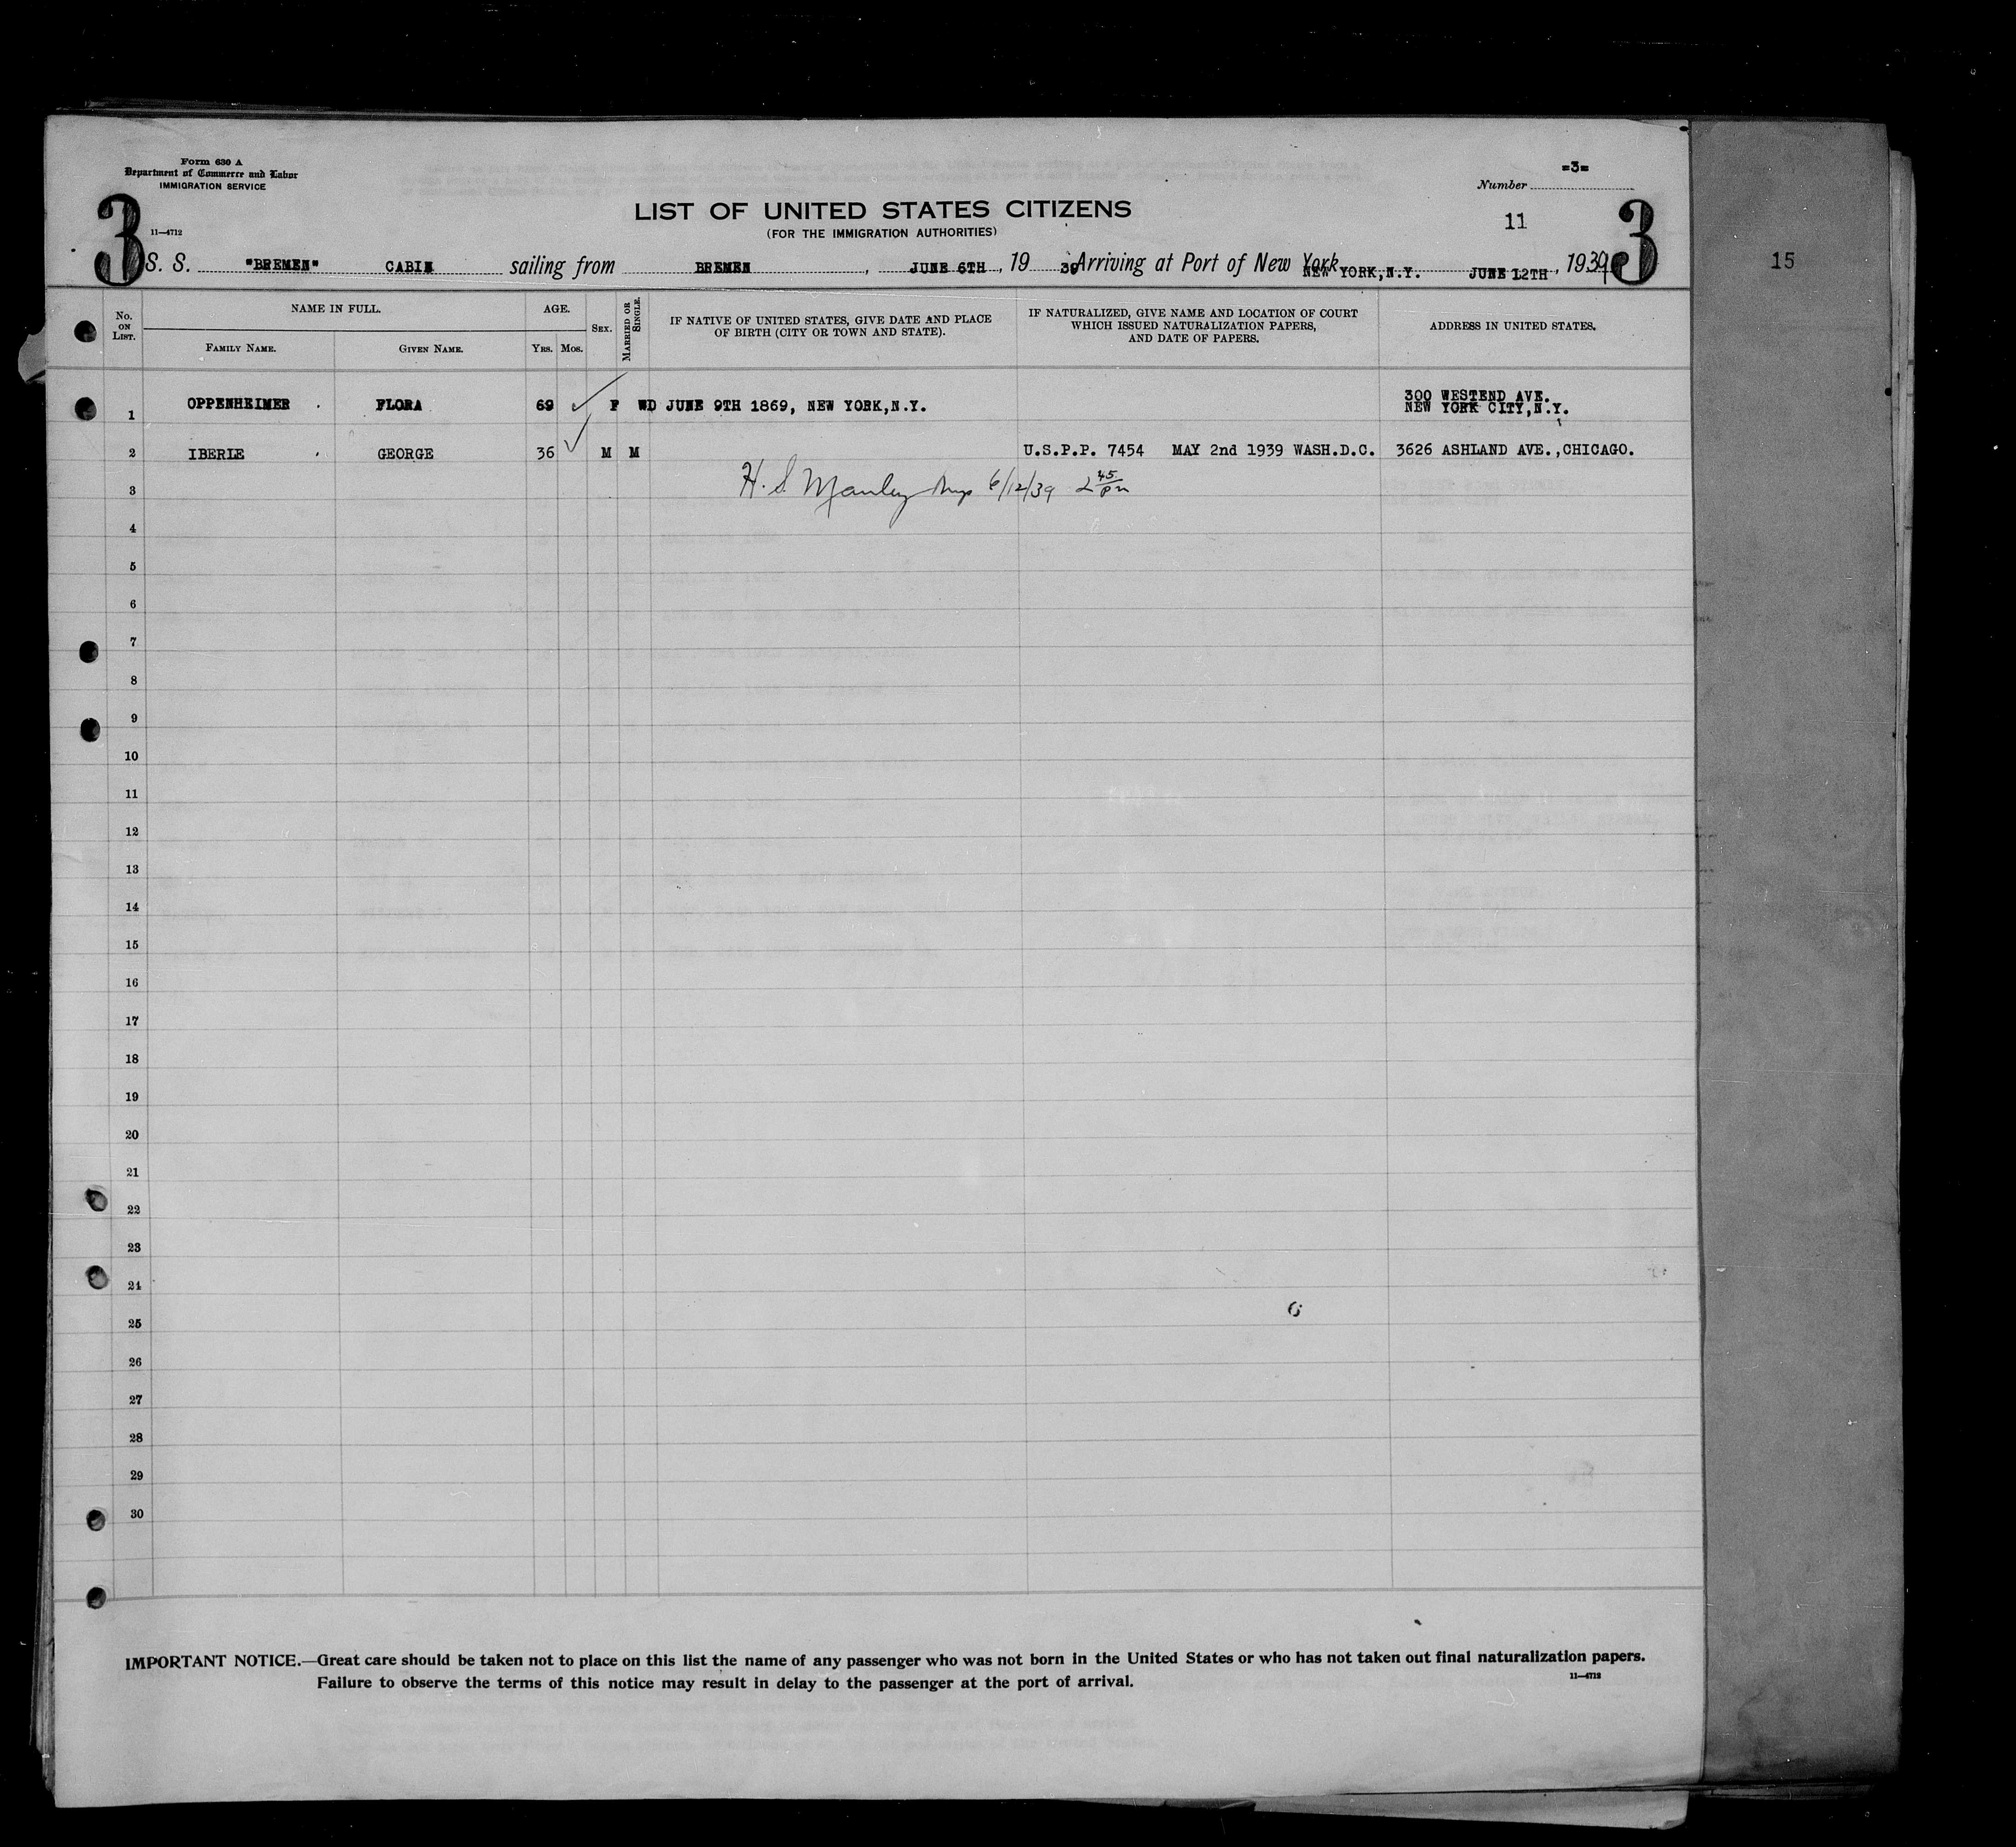 Form 630 A
Department of Commerce and Labor
IMMIGRATION SERVICE
=3=
Number
3
11—4712
LIST OF UNITED STATES CITIZENS
(FOR THE IMMIGRATION AUTHORITIES)
11
3
15
S. S. "BREMEN" CABIN sailing from BREMEN, JUNE 6TH, 19 39 Arriving at Port of New York NEW YORK,N.Y. JUNE 12TH, 1939
No. ON LIST.
NAME IN FULL.
FAMILY NAME. GIVEN NAME.
AGE.
YRS. MOS.
SEX.
MARRIED OR SINGLE.
IF NATIVE OF UNITED STATES, GIVE DATE AND PLACE
OF BIRTH (CITY OR TOWN AND STATE).
IF NATURALIZED, GIVE NAME AND LOCATION OF COURT
WHICH ISSUED NATURALIZATION PAPERS,
AND DATE OF PAPERS.
ADDRESS IN UNITED STATES.
1 OPPENHEIMER FLORA 69 F WD JUNE 9TH 1869, NEW YORK,N.Y. 300 WESTEND AVE.
NEW YORK CITY,N.Y.
2 IBERLE GEORGE 36 M M U.S.P.P. 7454 MAY 2nd 1939 WASH.D.C. 3626 ASHLAND AVE.,CHICAGO.
3 H. S. Manley 6/12/39 2 45 pm
4
5
6
7
8
9
10
11
12
13
14
15
16
17
18
19
20
21
22
23
24
25
26
27
28
29
30
IMPORTANT NOTICE.—Great care should be taken not to place on this list the name of any passenger who was not born in the United States or who has not taken out final naturalization papers.
Failure to observe the terms of this notice may result in delay to the passenger at the port of arrival.
11—4712